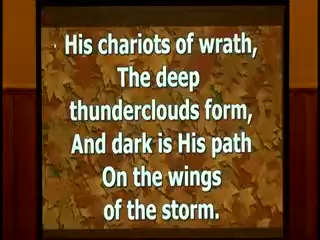 His chariots of wrath,
The deep
thunderclouds form,
And dark is His path
On the wings
of the storm.